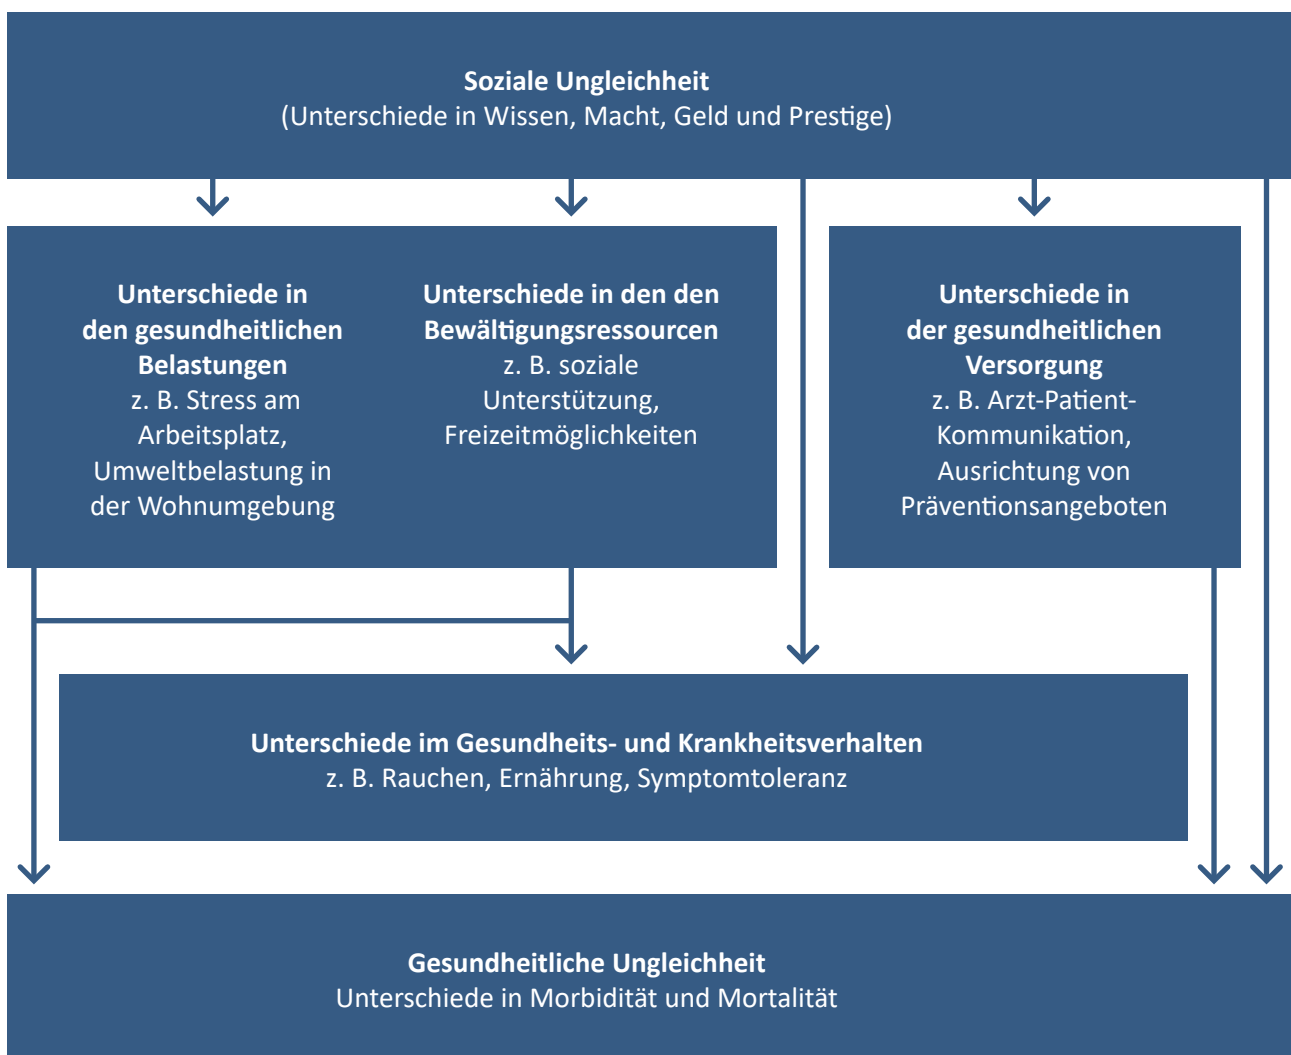 Soziale Ungleichheit
(Unterschiede in Wissen, Macht, Geld und Prestige)
Unterschiede in
den gesundheitlichen
Belastungen
z. B. Stress am
Arbeitsplatz,
Umweltbelastung in
der Wohnumgebung
Unterschiede in den den
Bewältigungsressourcen
z. B. soziale
Unterstützung,
Freizeitmöglichkeiten
Unterschiede in
der gesundheitlichen
Versorgung
z. B. Arzt-Patient-
Kommunikation,
Ausrichtung von
Präventionsangeboten
Unterschiede im Gesundheits- und Krankheitsverhalten
z. B. Rauchen, Ernährung, Symptomtoleranz
Gesundheitliche Ungleichheit
Unterschiede in Morbidität und Mortalität